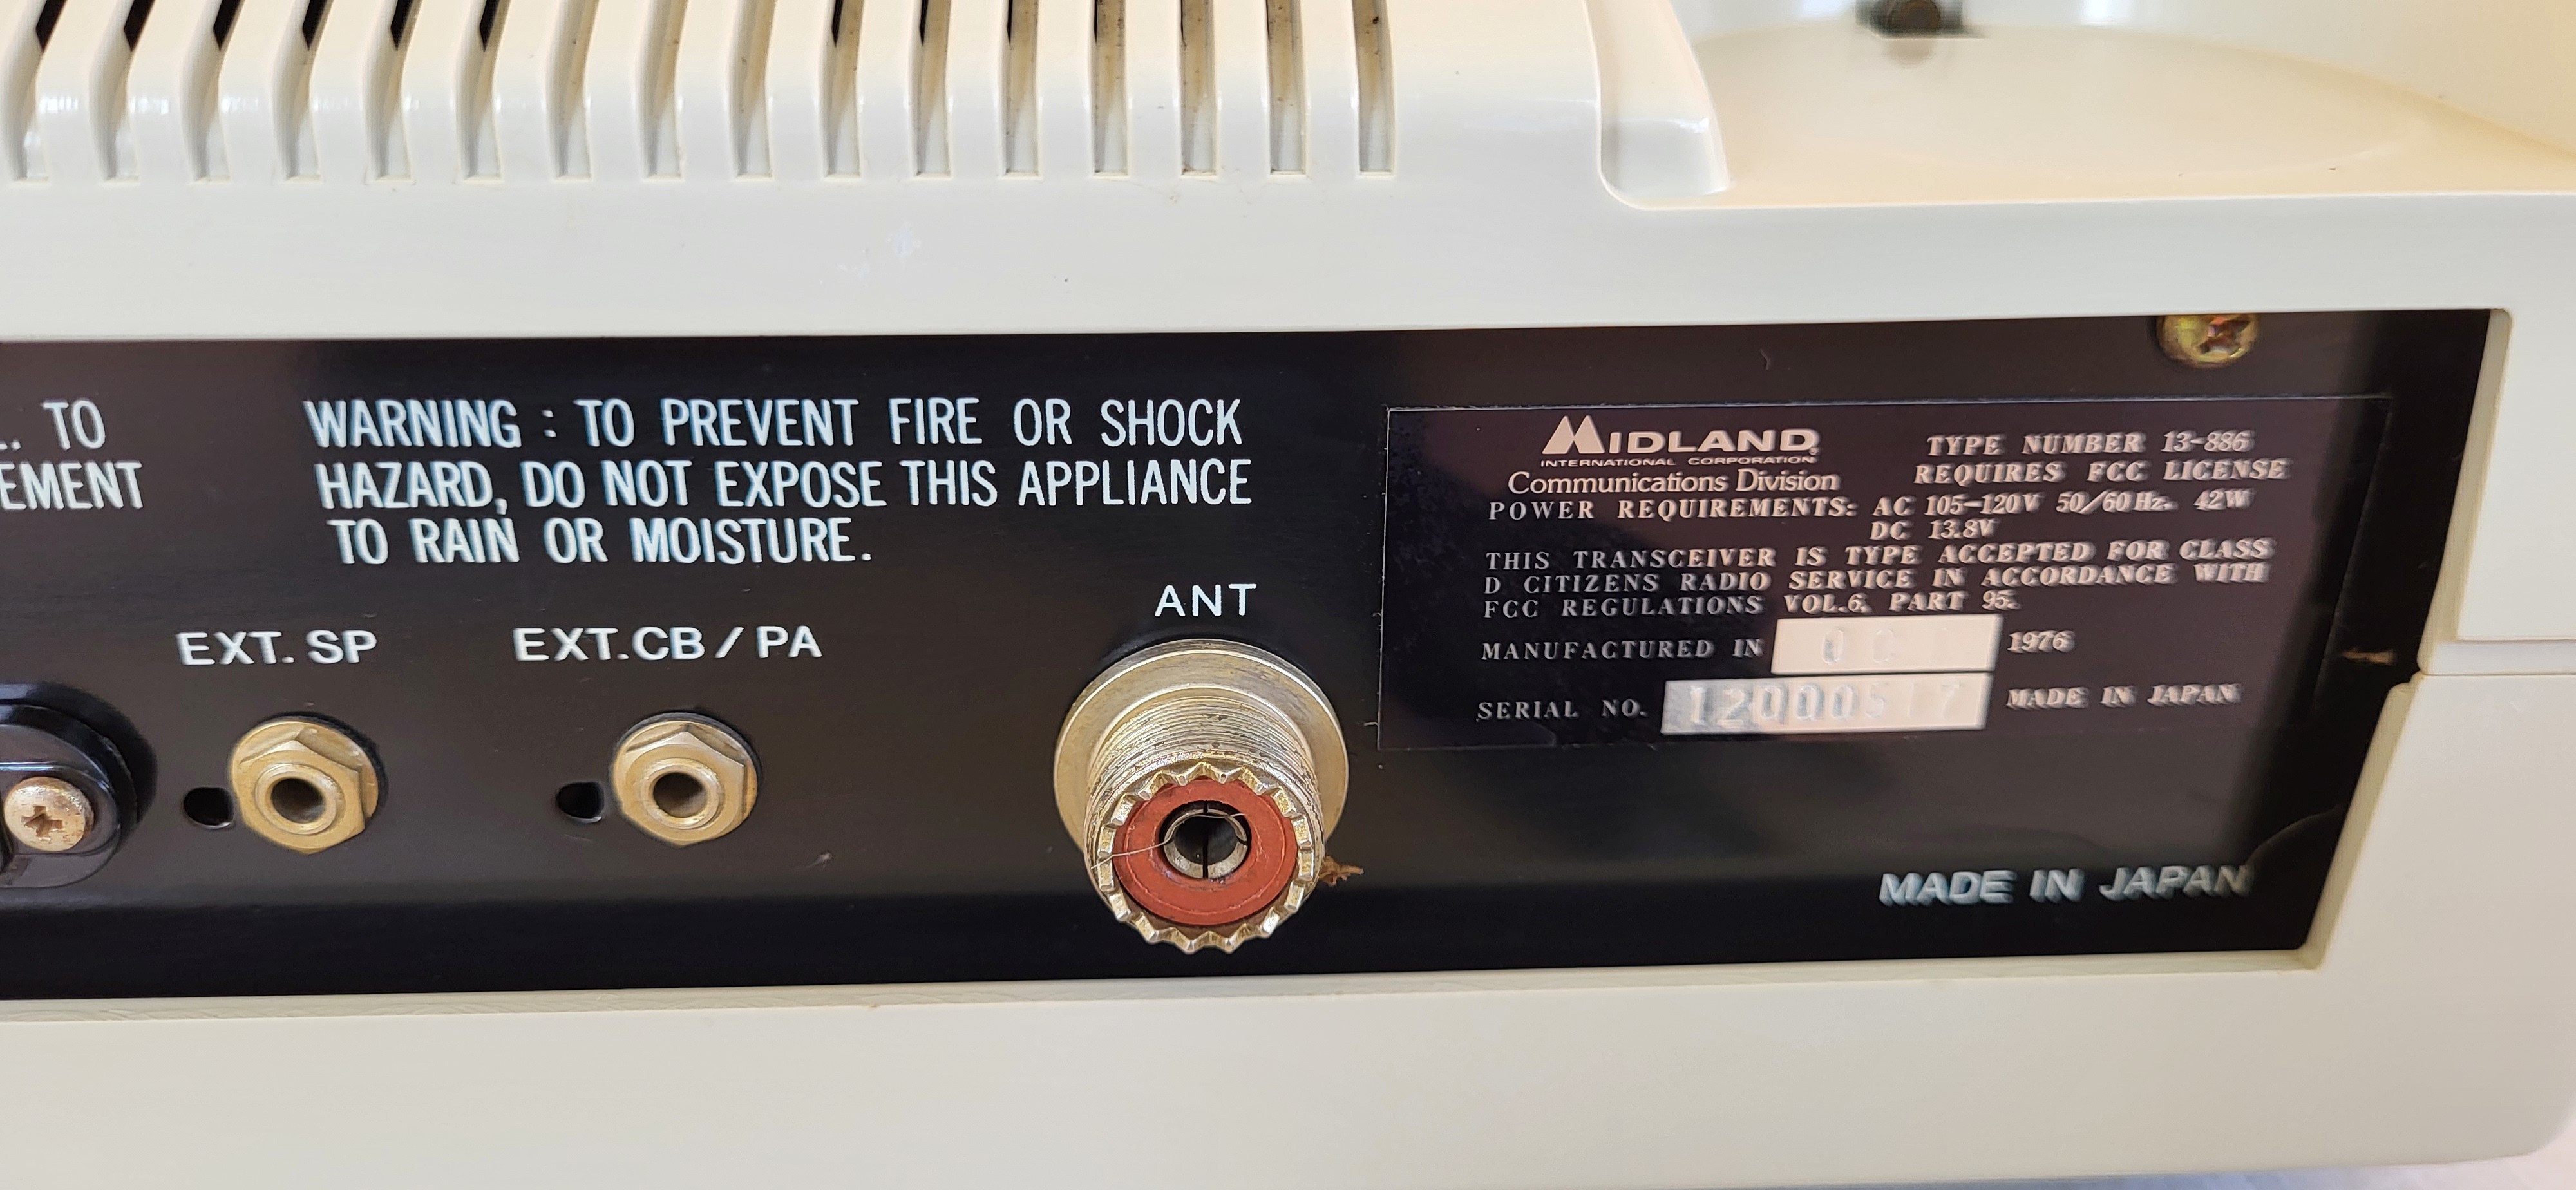 TO
EMENT
WARNING : TO PREVENT FIRE OR SHOCK
HAZARD, DO NOT EXPOSE THIS APPLIANCE
TO RAIN OR MOISTURE.
EXT. SP
EXT.CB / PA
ANT
MIDLAND
INTERNATIONAL CORPORATION
Communications Division
TYPE NUMBER 13-886
REQUIRES FCC LICENSE
POWER REQUIREMENTS: AC 105-120V 50/60Hz. 42W
DC 13.8V
THIS TRANSCEIVER IS TYPE ACCEPTED FOR CLASS
D CITIZENS RADIO SERVICE IN ACCORDANCE WITH
FCC REGULATIONS VOL.6, PART 95.
MANUFACTURED IN 1976
SERIAL NO. MADE IN JAPAN
MADE IN JAPAN